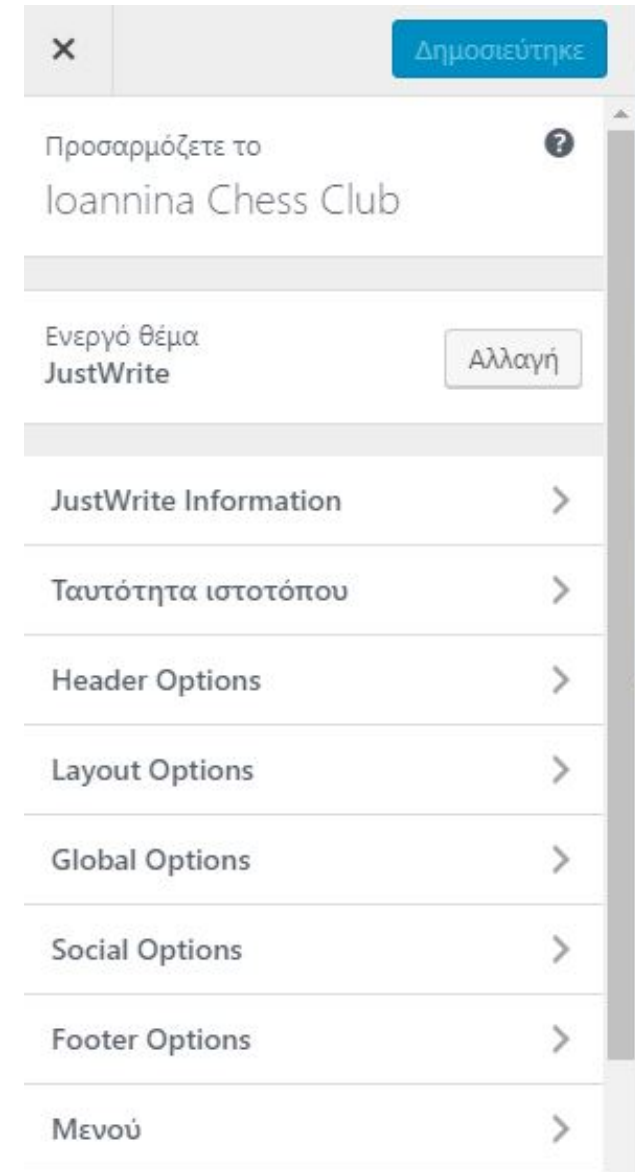 Δημοσιεύτηκε
Προσαρμόζετε το
Ioannina Chess Club
Ενεργό θέμα
JustWrite
Αλλαγή
JustWrite Information
Ταυτότητα ιστοτόπου
Header Options
Layout Options
Global Options
Social Options
Footer Options
Μενού